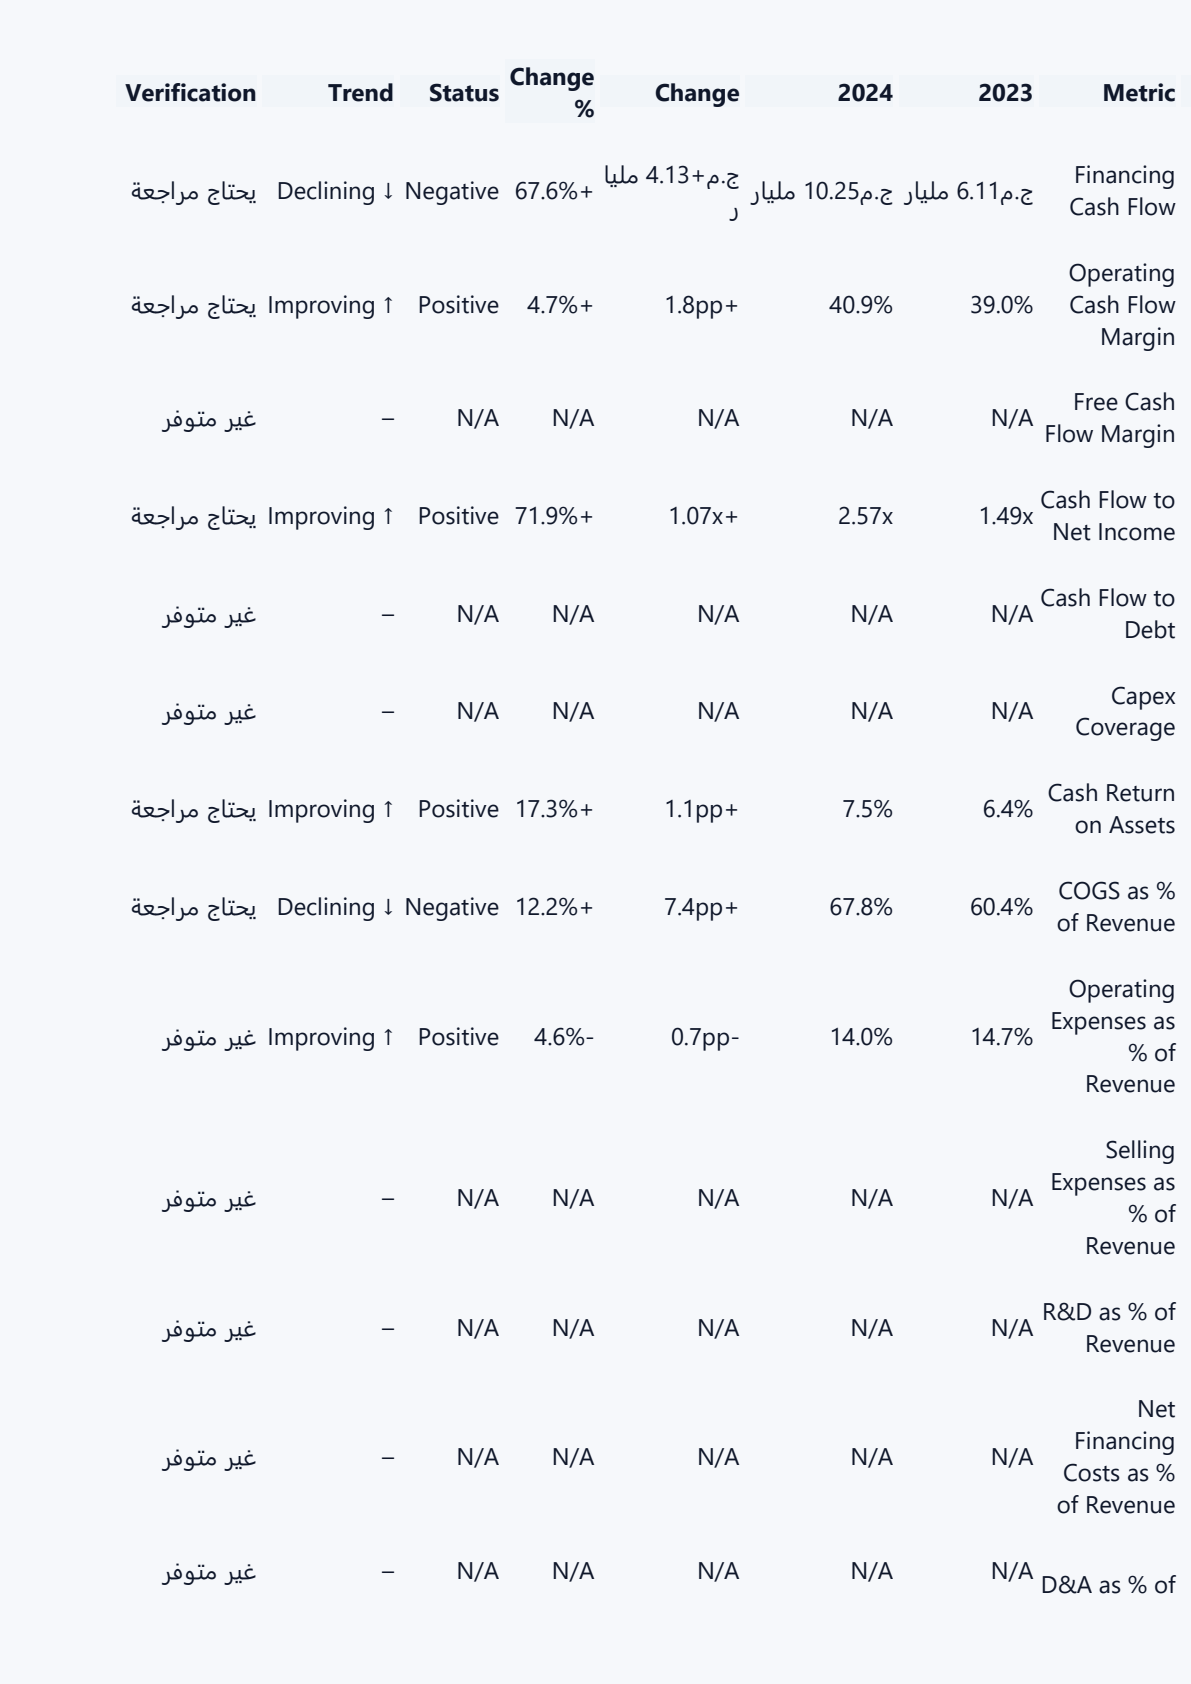 Metric 2023 2024 Change Change % Status Trend Verification
Financing Cash Flow ج.م6.11 مليار ج.م10.25 مليار ج.م+4.13 مليار 67.6%+ Negative Declining ↓ يحتاج مراجعة
Operating Cash Flow Margin 39.0% 40.9% 1.8pp+ 4.7%+ Positive Improving ↑ يحتاج مراجعة
Free Cash Flow Margin N/A N/A N/A N/A N/A – غير متوفر
Cash Flow to Net Income 1.49x 2.57x 1.07x+ 71.9%+ Positive Improving ↑ يحتاج مراجعة
Cash Flow to Debt N/A N/A N/A N/A N/A – غير متوفر
Capex Coverage N/A N/A N/A N/A N/A – غير متوفر
Cash Return on Assets 6.4% 7.5% 1.1pp+ 17.3%+ Positive Improving ↑ يحتاج مراجعة
COGS as % of Revenue 60.4% 67.8% 7.4pp+ 12.2%+ Negative Declining ↓ يحتاج مراجعة
Operating Expenses as % of Revenue 14.7% 14.0% 0.7pp- 4.6%- Positive Improving ↑ غير متوفر
Selling Expenses as % of Revenue N/A N/A N/A N/A N/A – غير متوفر
R&D as % of Revenue N/A N/A N/A N/A N/A – غير متوفر
Net Financing Costs as % of Revenue N/A N/A N/A N/A N/A – غير متوفر
D&A as % of N/A N/A N/A N/A N/A – غير متوفر